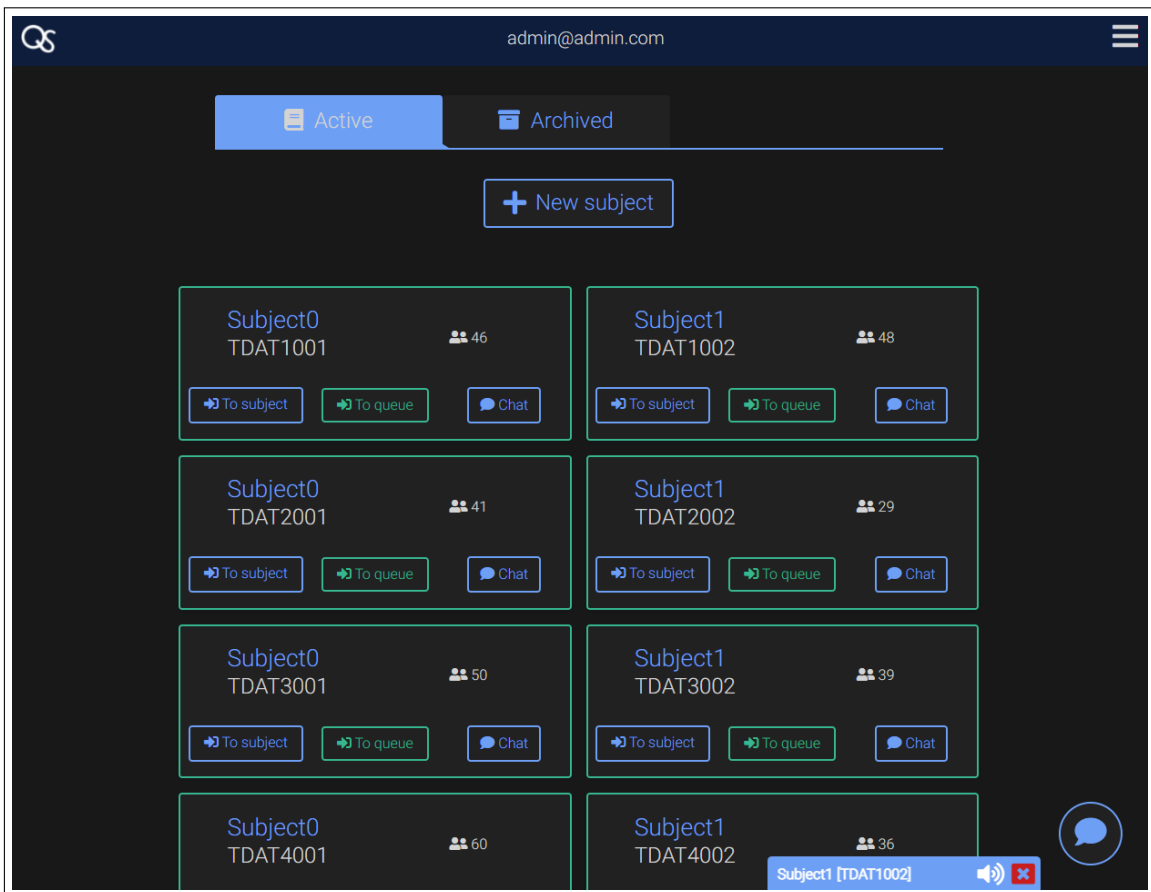 QS
admin@admin.com
Active
Archived
New subject
Subject0
TDAT1001
46
To subject
To queue
Chat
Subject1
TDAT1002
48
To subject
To queue
Chat
Subject0
TDAT2001
41
To subject
To queue
Chat
Subject1
TDAT2002
29
To subject
To queue
Chat
Subject0
TDAT3001
50
To subject
To queue
Chat
Subject1
TDAT3002
39
To subject
To queue
Chat
Subject0
TDAT4001
60
Subject1
TDAT4002
36
Subject1 [TDAT1002]